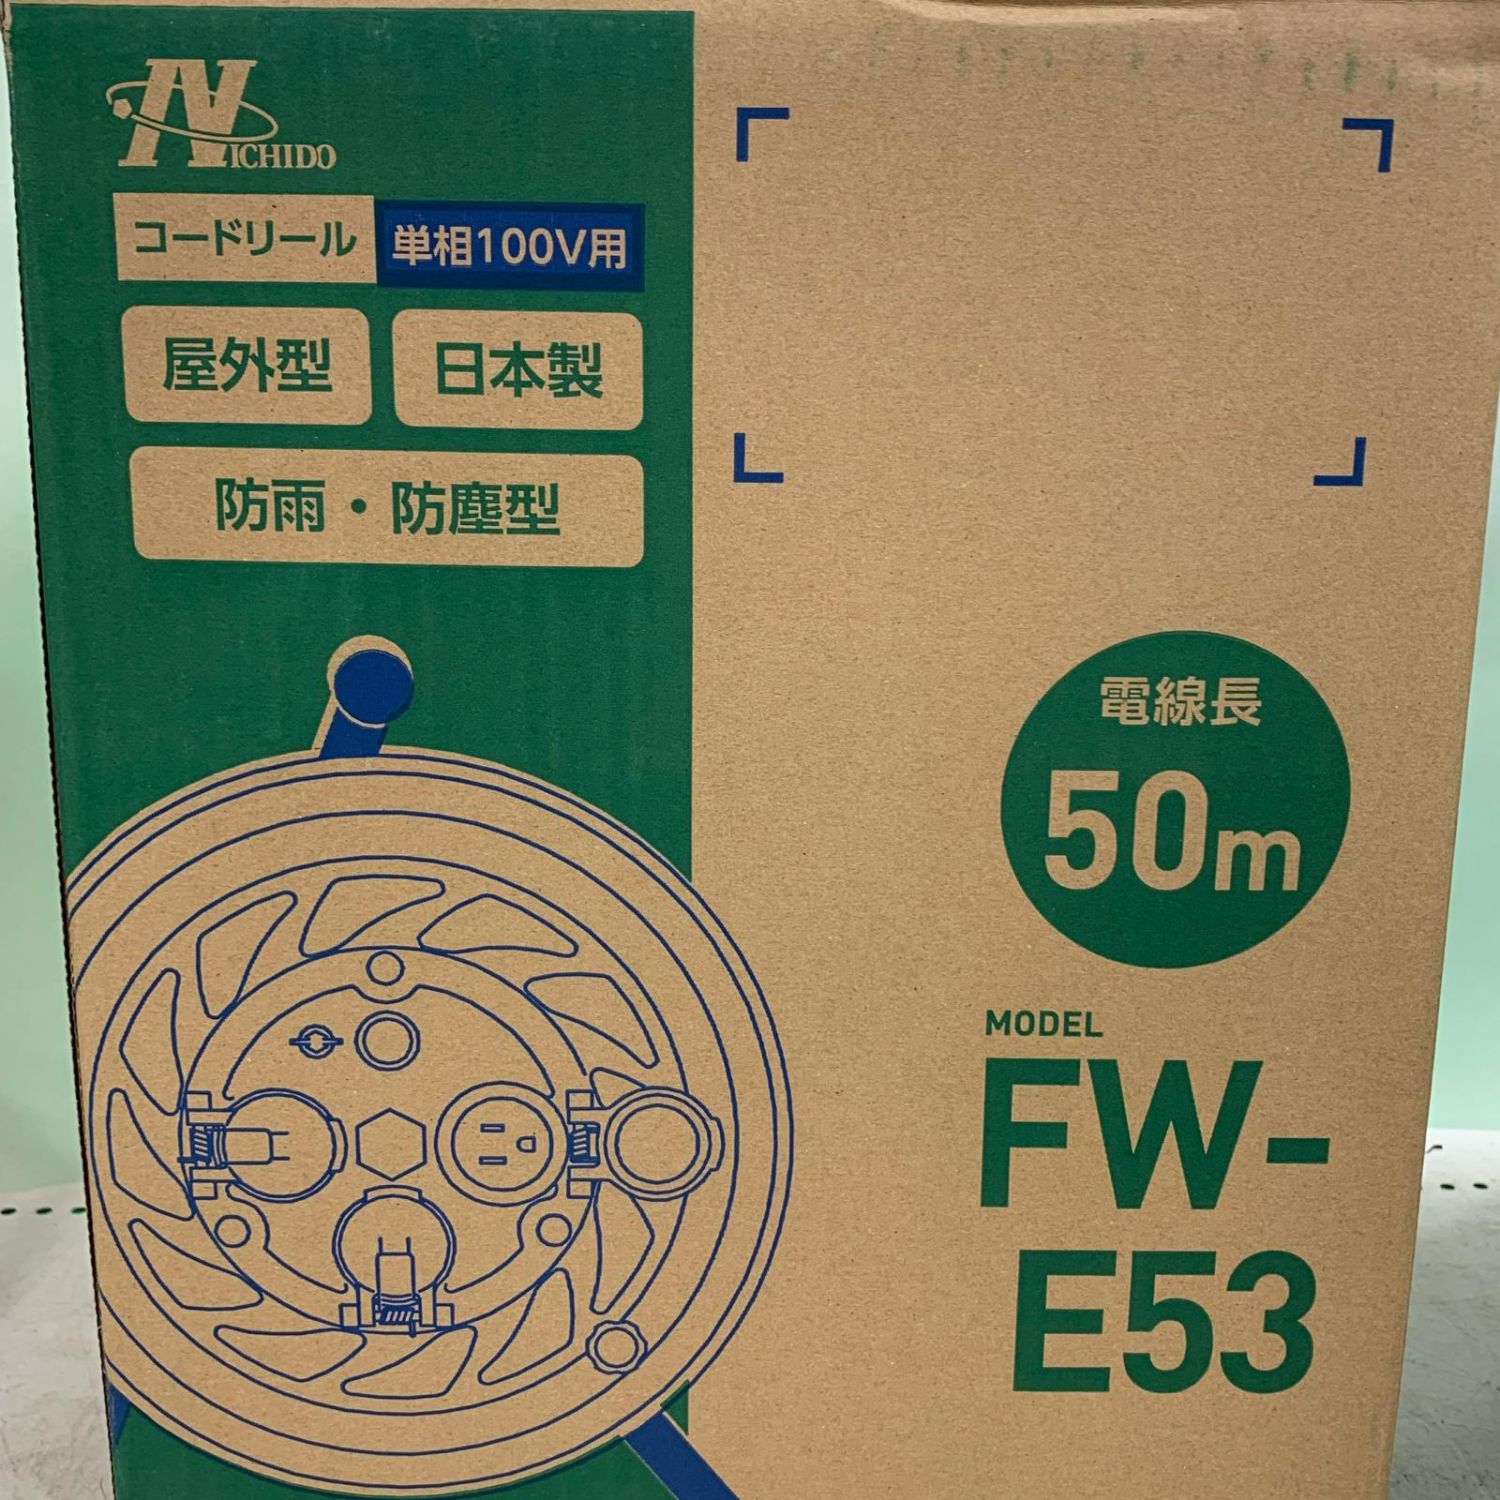 NICHIDO
コードリール 単相100V用
屋外型 日本製
防雨・防塵型
電線長
50m
MODEL
FW-
E53